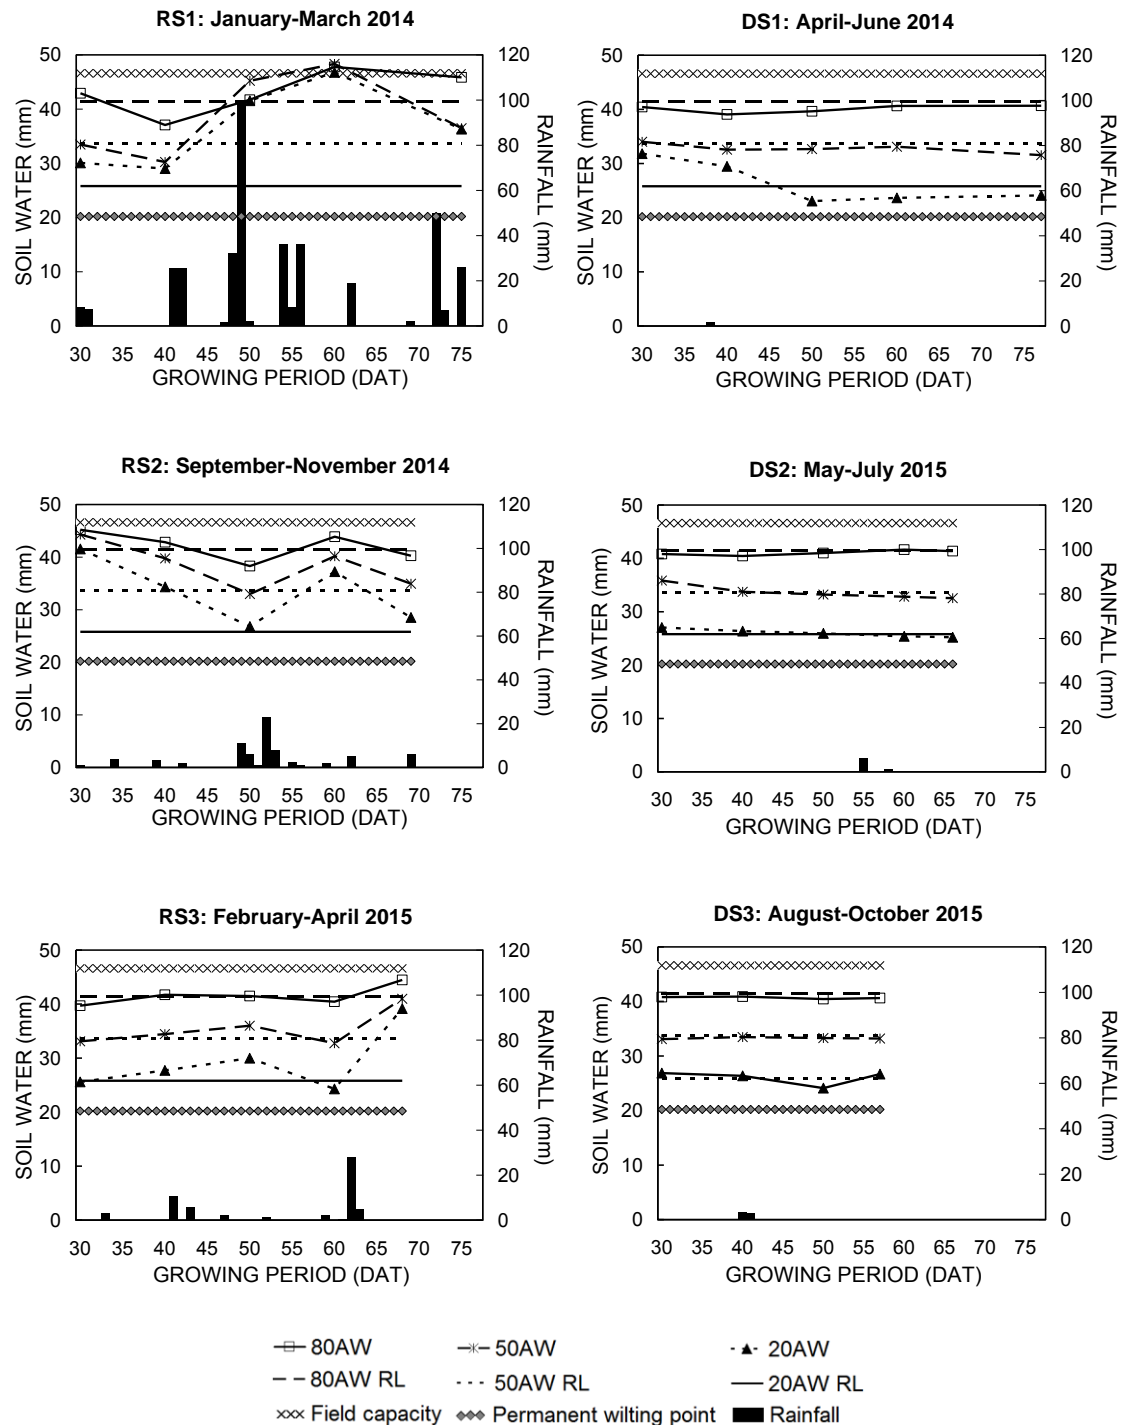 RS1: January-March 2014
50
40
30
20
10
0
SOIL WATER (mm)
120
100
80
60
40
20
0
RAINFALL (mm)
30 35 40 45 50 55 60 65 70 75
GROWING PERIOD (DAT)
DS1: April-June 2014
50
40
30
20
10
0
SOIL WATER (mm)
120
100
80
60
40
20
0
RAINFALL (mm)
30 35 40 45 50 55 60 65 70 75
GROWING PERIOD (DAT)
RS2: September-November 2014
50
40
30
20
10
0
SOIL WATER (mm)
120
100
80
60
40
20
0
RAINFALL (mm)
30 35 40 45 50 55 60 65 70 75
GROWING PERIOD (DAT)
DS2: May-July 2015
50
40
30
20
10
0
SOIL WATER (mm)
120
100
80
60
40
20
0
RAINFALL (mm)
30 35 40 45 50 55 60 65 70 75
GROWING PERIOD (DAT)
RS3: February-April 2015
50
40
30
20
10
0
SOIL WATER (mm)
120
100
80
60
40
20
0
RAINFALL (mm)
30 35 40 45 50 55 60 65 70 75
GROWING PERIOD (DAT)
DS3: August-October 2015
50
40
30
20
10
0
SOIL WATER (mm)
120
100
80
60
40
20
0
RAINFALL (mm)
30 35 40 45 50 55 60 65 70 75
GROWING PERIOD (DAT)
80AW 50AW 20AW
80AW RL 50AW RL 20AW RL
Field capacity Permanent wilting point Rainfall